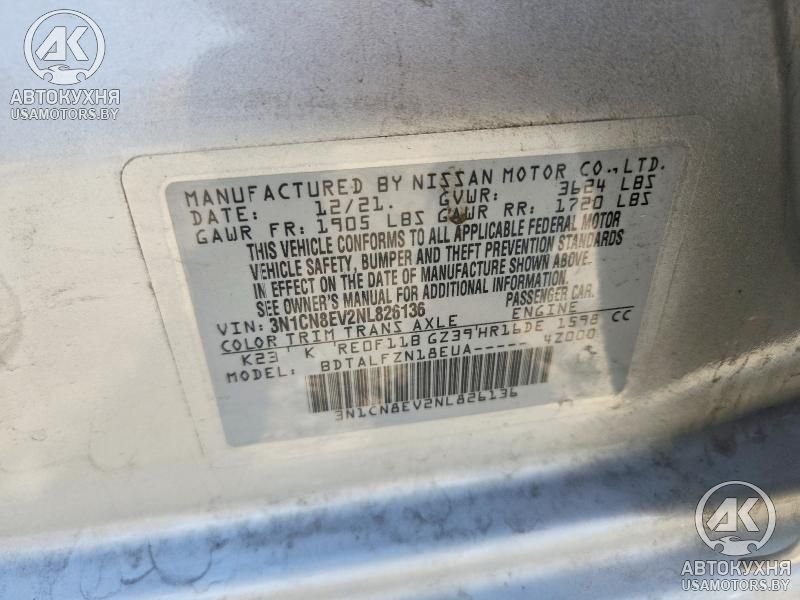 AK
АВТОКУХНЯ
USAMOTORS.BY
MANUFACTURED BY NISSAN MOTOR CO.,LTD.
DATE: 12/21. GVWR: 3624 LBS
GAWR FR: 1905 LBS GAWR RR: 1720 LBS
THIS VEHICLE CONFORMS TO ALL APPLICABLE FEDERAL MOTOR
VEHICLE SAFETY, BUMPER AND THEFT PREVENTION STANDARDS
IN EFFECT ON THE DATE OF MANUFACTURE SHOWN ABOVE.
SEE OWNER'S MANUAL FOR ADDITIONAL INFORMATION.
VIN: 3N1CN8EV2NL826136 PASSENGER CAR.
COLOR TRIM TRANS AXLE ENGINE
K23 K RE0F11B GZ39 HR16DE 1598 CC
MODEL: BDTALFZN18EUA----- 4Z000
3N1CN8EV2NL826136
AK
АВТОКУХНЯ
USAMOTORS.BY